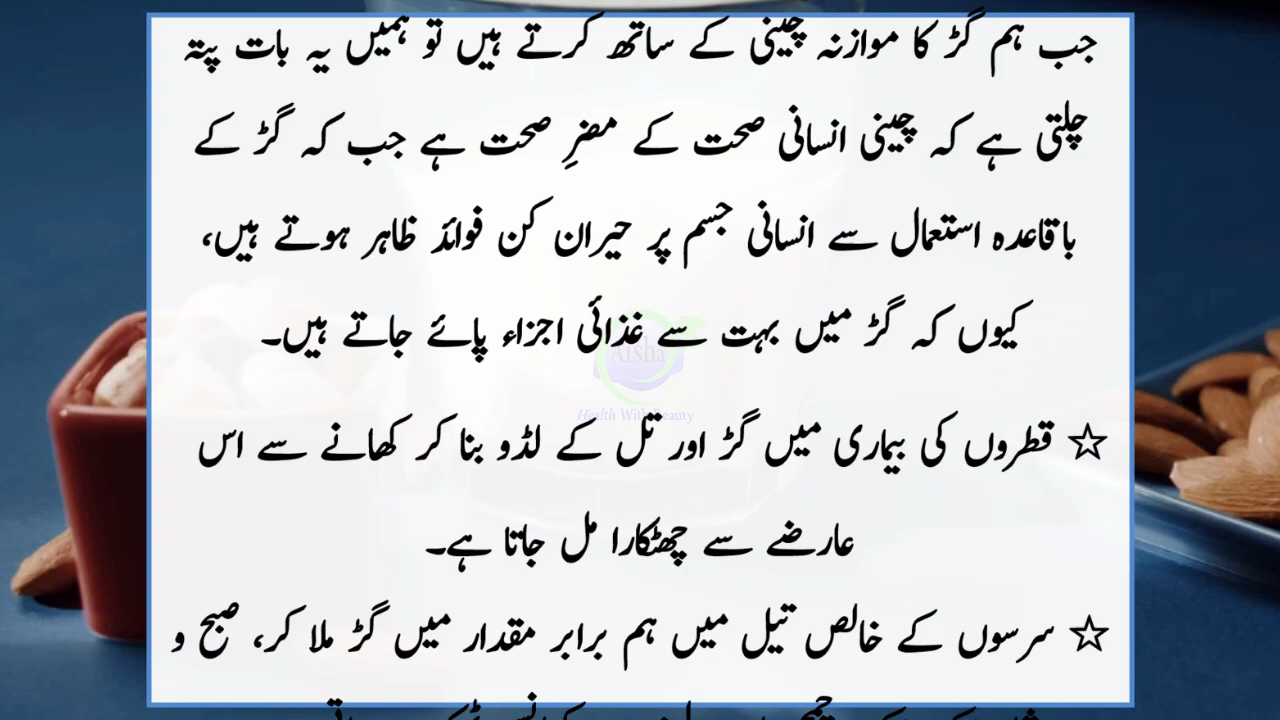 جب ہم گڑ کا موازنہ چینی کے ساتھ کرتے ہیں تو ہمیں یہ بات پتہ
چلتی ہے کہ چینی انسانی صحت کے مضرِ صحت ہے جب کہ گڑ کے
باقاعدہ استعمال سے انسانی جسم پر حیران کن فوائد ظاہر ہوتے ہیں،
کیوں کہ گڑ میں بہت سے غذائی اجزاء پائے جاتے ہیں۔
Aisha
Health With Beauty
☆ قطروں کی بیماری میں گڑ اور تل کے لڈو بنا کر کھانے سے اس
عارضے سے چھٹکارا مل جاتا ہے۔
☆ سرسوں کے خالص تیل میں ہم برابر مقدار میں گڑ ملا کر، صبح و